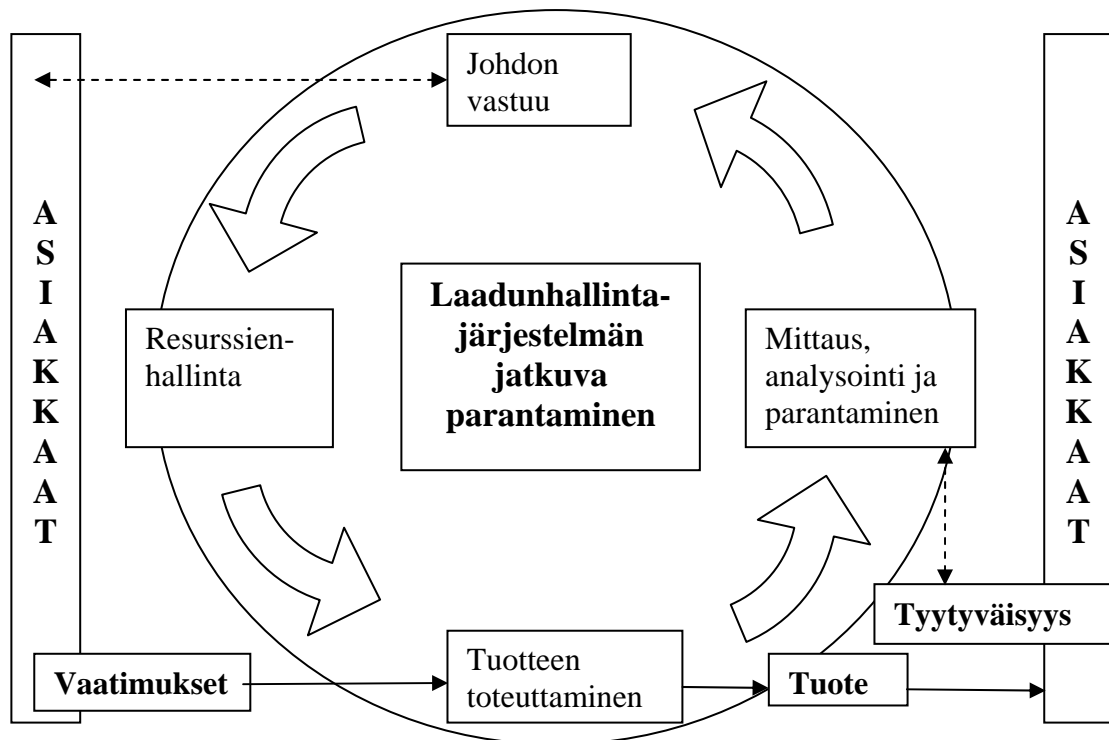 Johdon
vastuu
A
S
I
A
K
K
A
A
T
A
S
I
A
K
K
A
A
T
Laadunhallinta-
järjestelmän
jatkuva
parantaminen
Resurssien-
hallinta
Mittaus,
analysointi ja
parantaminen
Tyytyväisyys
Vaatimukset
Tuotteen
toteuttaminen
Tuote